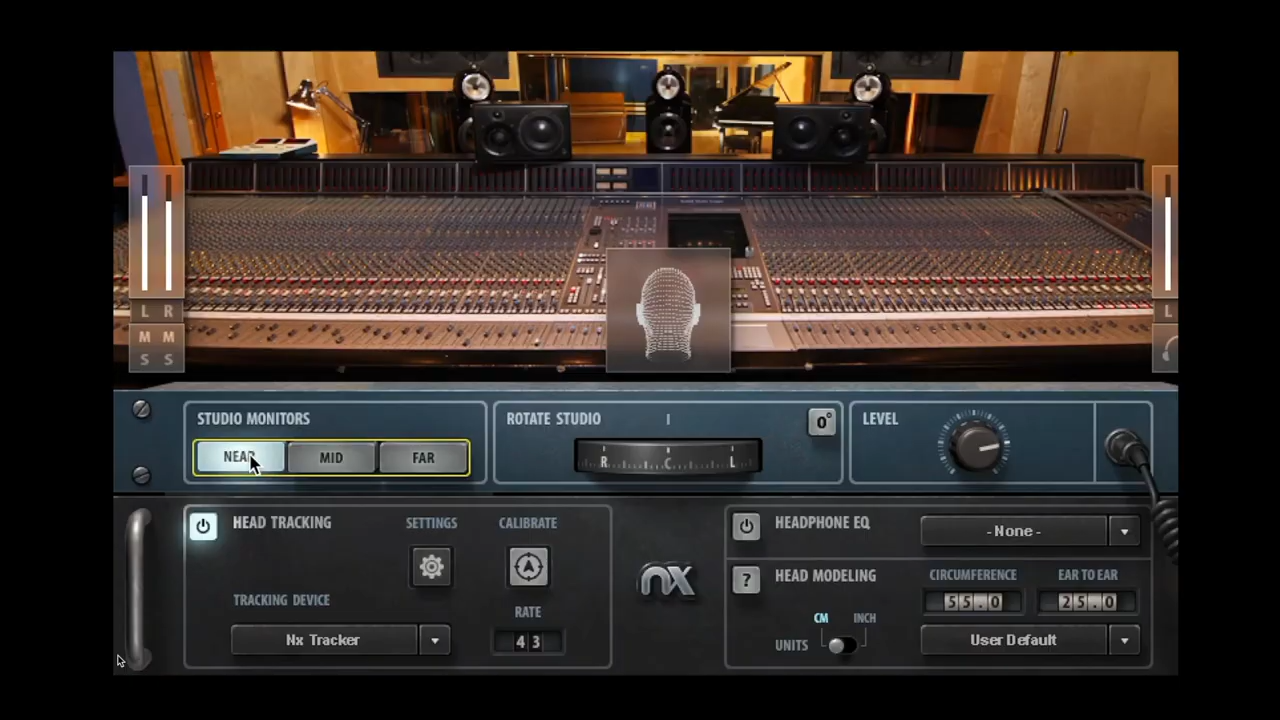 L R
M M
S S
L
STUDIO MONITORS
NEAR MID FAR
ROTATE STUDIO
0°
R C L
LEVEL
HEAD TRACKING
SETTINGS
CALIBRATE
TRACKING DEVICE
Nx Tracker
RATE
43
nx
HEADPHONE EQ
- None -
?
HEAD MODELING
CIRCUMFERENCE
EAR TO EAR
55.0
25.0
CM INCH
UNITS
User Default